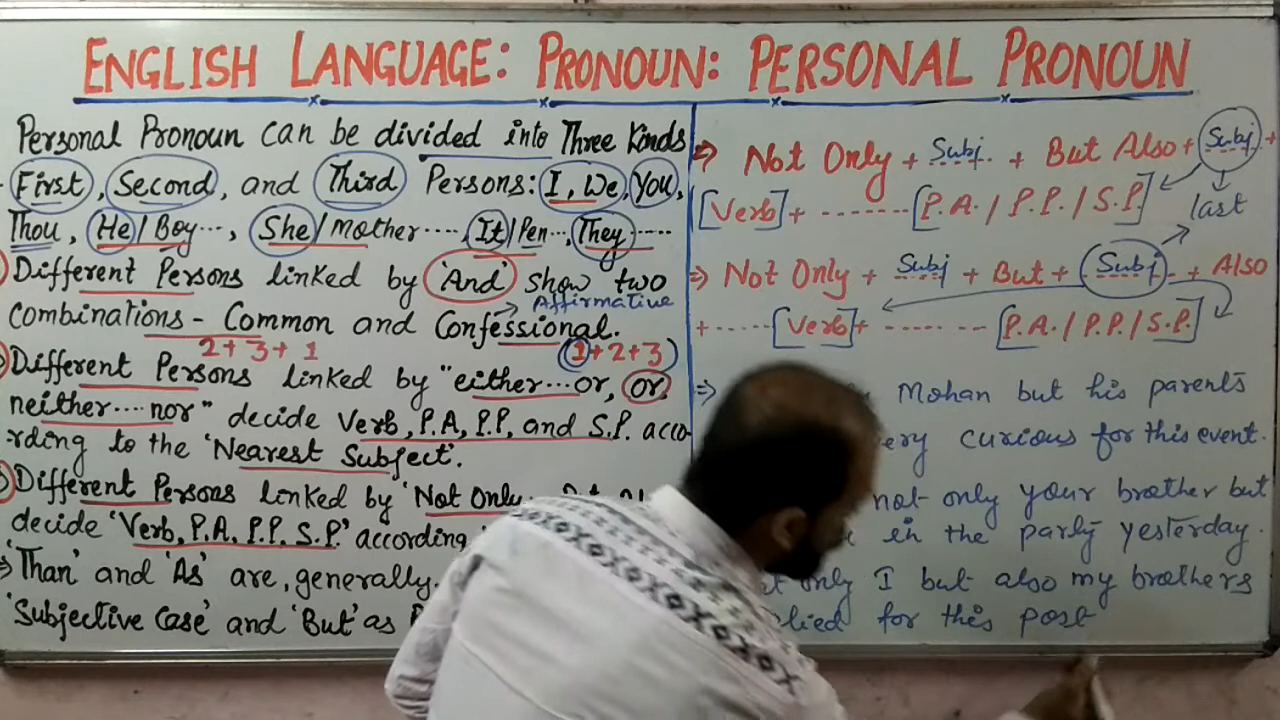 ENGLISH LANGUAGE: PRONOUN: PERSONAL PRONOUN
Personal Pronoun can be divided into Three Kinds
First, Second, and Third Persons: I, We, You,
Thou, He/Boy..., She/Mother...., It/Pen..., They......
Different Persons linked by 'And' show two
Affirmative
combinations - Common and Confessional.
2+3+1
1+2+3
Different Persons linked by "either....or, or,
neither....nor" decide Verb, P.A, P.P, and S.P. acco-
rding to the 'Nearest Subject'.
Different Persons linked by 'Not Only
decide 'Verb, P.A, P.P, S.P.' according
⇒ 'Than' and 'As' are, generally,
'Subjective Case' and 'But' as
⇒ Not Only + Subj. + But Also + Subj +
[Verb] + ....... [P.A./P.P./S.P.]
last
⇒ Not Only + Subj + But + Subj + Also
+ ...... [Verb] + ........ [P.A./P.P./S.P.]
⇒ Mohan but his parents
curious for this event.
not only your brother but
in the party yesterday.
only I but also my brothers
for this post